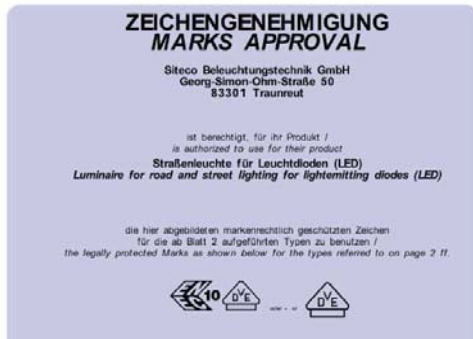 ZEICHENGENEHMIGUNG
MARKS APPROVAL
Siteco Beleuchtungstechnik GmbH
Georg-Simon-Ohm-Straße 50
83301 Traunreut
ist berechtigt, für ihr Produkt /
is authorized to use for their product
Straßenleuchte für Leuchtdioden (LED)
Luminaire for road and street lighting for lightemitting diodes (LED)
die hier abgebildeten markenrechtlich geschützten Zeichen
für die ab Blatt 2 aufgeführten Typen zu benutzen /
the legally protected Marks as shown below for the types referred to on page 2 ff.
10 DVE DVE